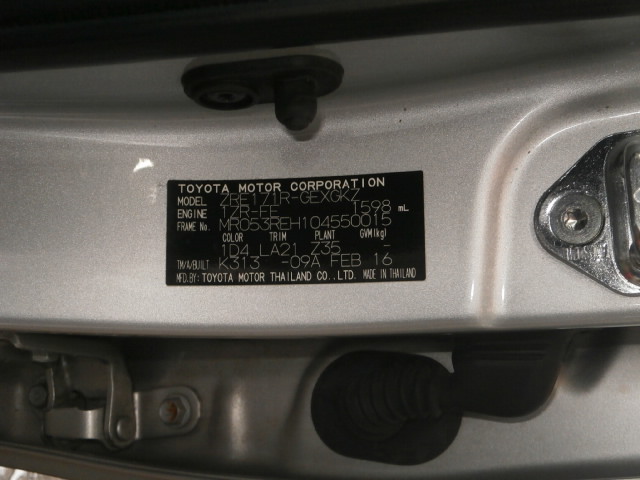 TOYOTA MOTOR CORPORATION
MODEL ZRE171R-GEXGKZ
ENGINE 1ZR-FE 1598 mL
FRAME No. MR053REH104550015
COLOR TRIM PLANT GVM(kg)
1D4 LA21 Z35 -
TM/A/BUILT K313 -09A FEB 16
MFD.BY: TOYOTA MOTOR THAILAND CO.,LTD. MADE IN THAILAND